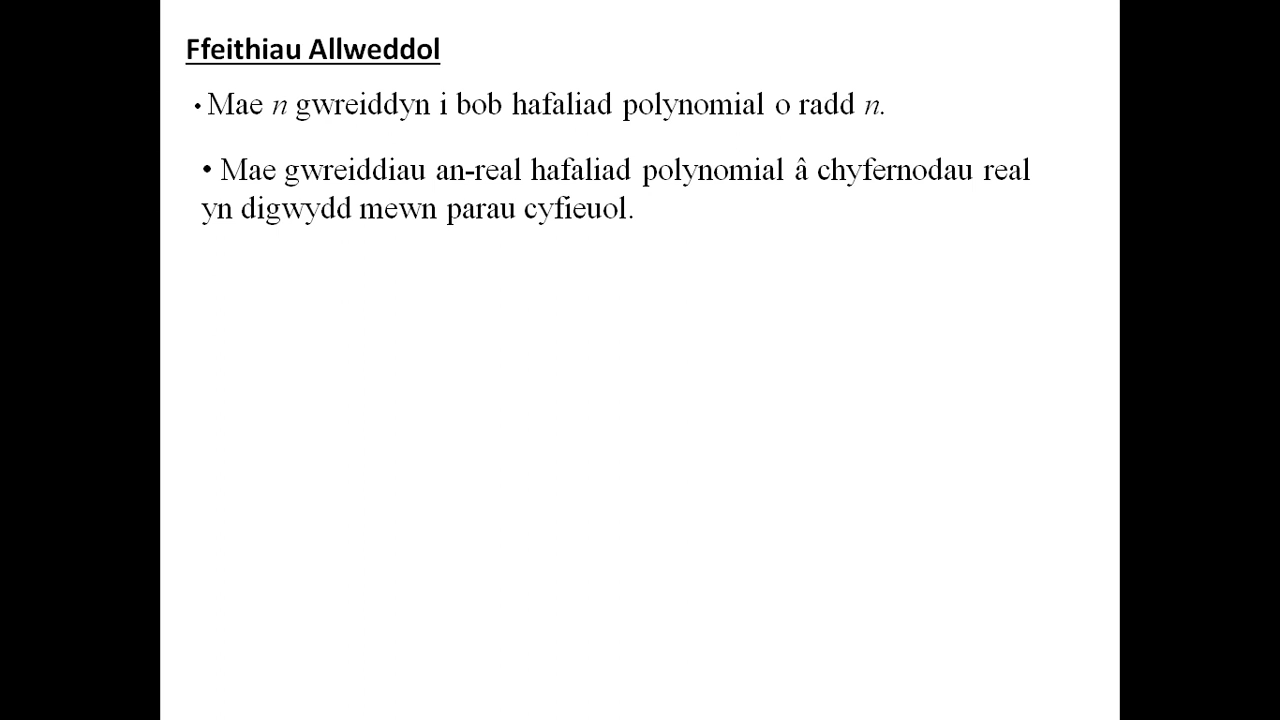 Ffeithiau Allweddol
• Mae n gwreiddyn i bob hafaliad polynomial o radd n.
• Mae gwreiddiau an-real hafaliad polynomial â chyfernodau real
yn digwydd mewn parau cyfieuol.